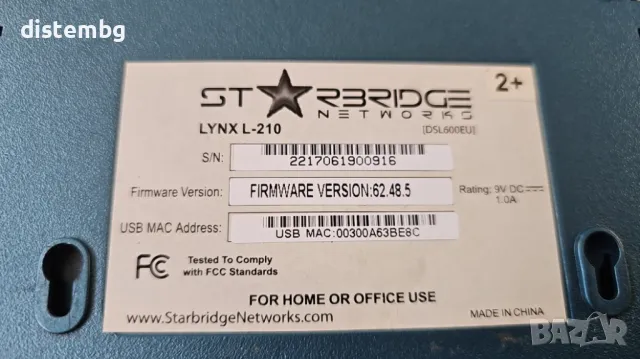 distembg
2+
ST★RBRIDGE
NETWORKS
LYNX L-210
[DSL600EU]
S/N:
2217061900916
Firmware Version:
FIRMWARE VERSION:62.48.5
Rating: 9V DC
1.0A
USB MAC Address:
USB MAC:00300A63BE8C
FC
Tested To Comply
with FCC Standards
FOR HOME OR OFFICE USE
www.StarbridgeNetworks.com
MADE IN CHINA
BAZAR